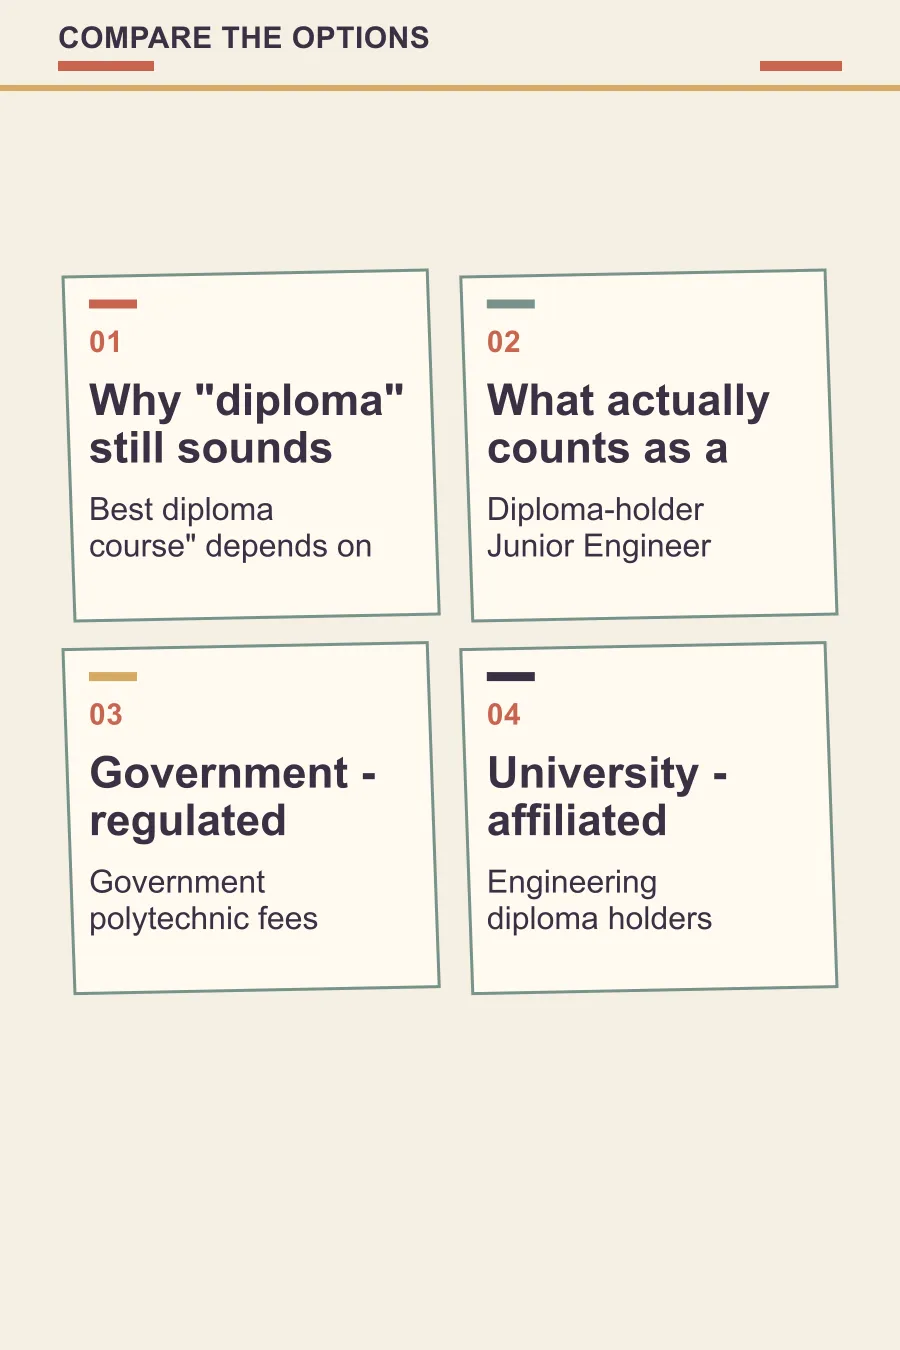 COMPARE THE OPTIONS
01
Why "diploma"
still sounds
Best diploma
course" depends on
02
What actually
counts as a
Diploma-holder
Junior Engineer
03
Government -
regulated
Government
polytechnic fees
04
University -
affiliated
Engineering
diploma holders